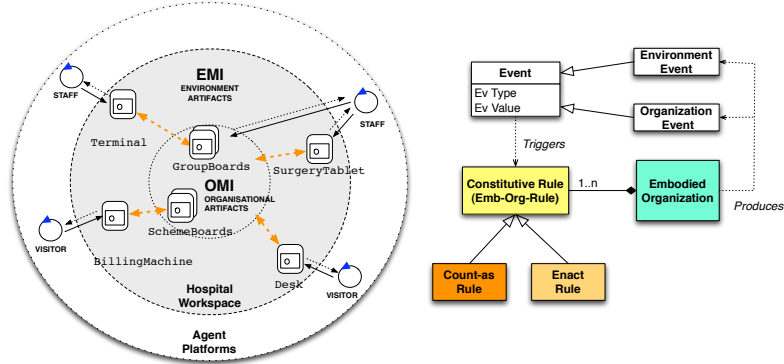 EMI
ENVIRONMENT
ARTIFACTS
STAFF
STAFF
Terminal
GroupBoards
SurgeryTablet
OMI
ORGANISATIONAL
ARTIFACTS
SchemeBoards
VISITOR
BillingMachine
Desk
VISITOR
Hospital
Workspace
Agent
Platforms
Event
Ev Type
Ev Value
Environment
Event
Organization
Event
Triggers
Constitutive Rule
(Emb-Org-Rule)
1..n
Embodied
Organization
Produces
Count-as
Rule
Enact
Rule